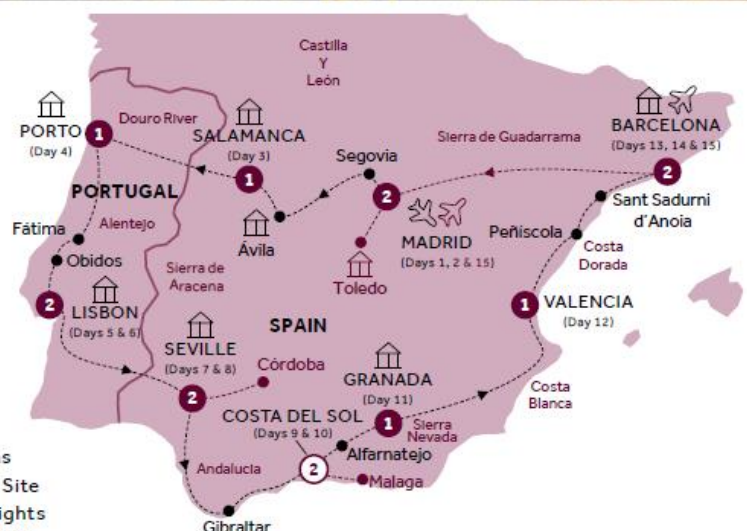 Castilla
Y
León
PORTO
1
(Day 4)
Douro River
SALAMANCA
(Day 3)
1
Segovia
Sierra de Guadarrama
BARCELONA
(Days 13, 14 & 15)
2
2
MADRID
(Days 1, 2 & 15)
Sant Sadurni
d'Anoia
PORTUGAL
Fátima
Alentejo
Obidos
Ávila
Toledo
Peñiscola
Costa
Dorada
2
LISBON
(Days 5 & 6)
Sierra de
Aracena
SPAIN
1
VALENCIA
(Day 12)
SEVILLE
(Days 7 & 8)
2
Córdoba
GRANADA
(Day 11)
1
Sierra
Nevada
Costa
Blanca
COSTA DEL SOL
(Days 9 & 10)
2
Alfarnatejo
Malaga
Andalucia
Gibraltar
Site
ights